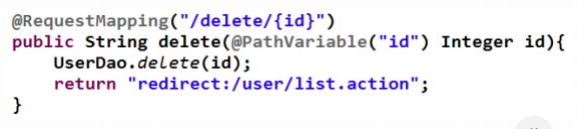 @RequestMapping("/delete/{id}")
public String delete(@PathVariable("id") Integer id){
    UserDao.delete(id);
    return "redirect:/user/list.action";
}